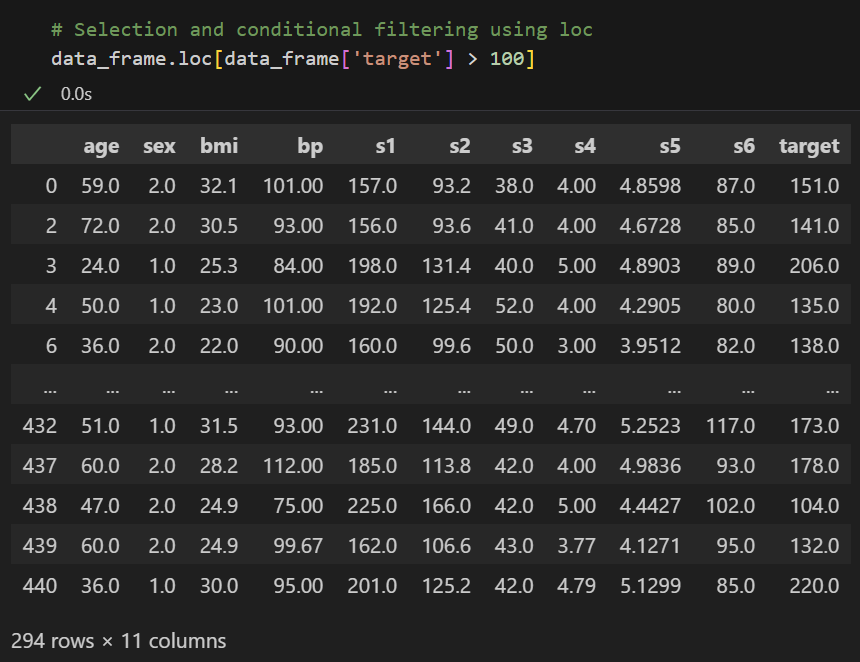 # Selection and conditional filtering using loc
data_frame.loc[data_frame['target'] > 100]
0.0s
age sex bmi bp s1 s2 s3 s4 s5 s6 target
0 59.0 2.0 32.1 101.00 157.0 93.2 38.0 4.00 4.8598 87.0 151.0
2 72.0 2.0 30.5 93.00 156.0 93.6 41.0 4.00 4.6728 85.0 141.0
3 24.0 1.0 25.3 84.00 198.0 131.4 40.0 5.00 4.8903 89.0 206.0
4 50.0 1.0 23.0 101.00 192.0 125.4 52.0 4.00 4.2905 80.0 135.0
6 36.0 2.0 22.0 90.00 160.0 99.6 50.0 3.00 3.9512 82.0 138.0
... ... ... ... ... ... ... ... ... ... ... ...
432 51.0 1.0 31.5 93.00 231.0 144.0 49.0 4.70 5.2523 117.0 173.0
437 60.0 2.0 28.2 112.00 185.0 113.8 42.0 4.00 4.9836 93.0 178.0
438 47.0 2.0 24.9 75.00 225.0 166.0 42.0 5.00 4.4427 102.0 104.0
439 60.0 2.0 24.9 99.67 162.0 106.6 43.0 3.77 4.1271 95.0 132.0
440 36.0 1.0 30.0 95.00 201.0 125.2 42.0 4.79 5.1299 85.0 220.0
294 rows × 11 columns